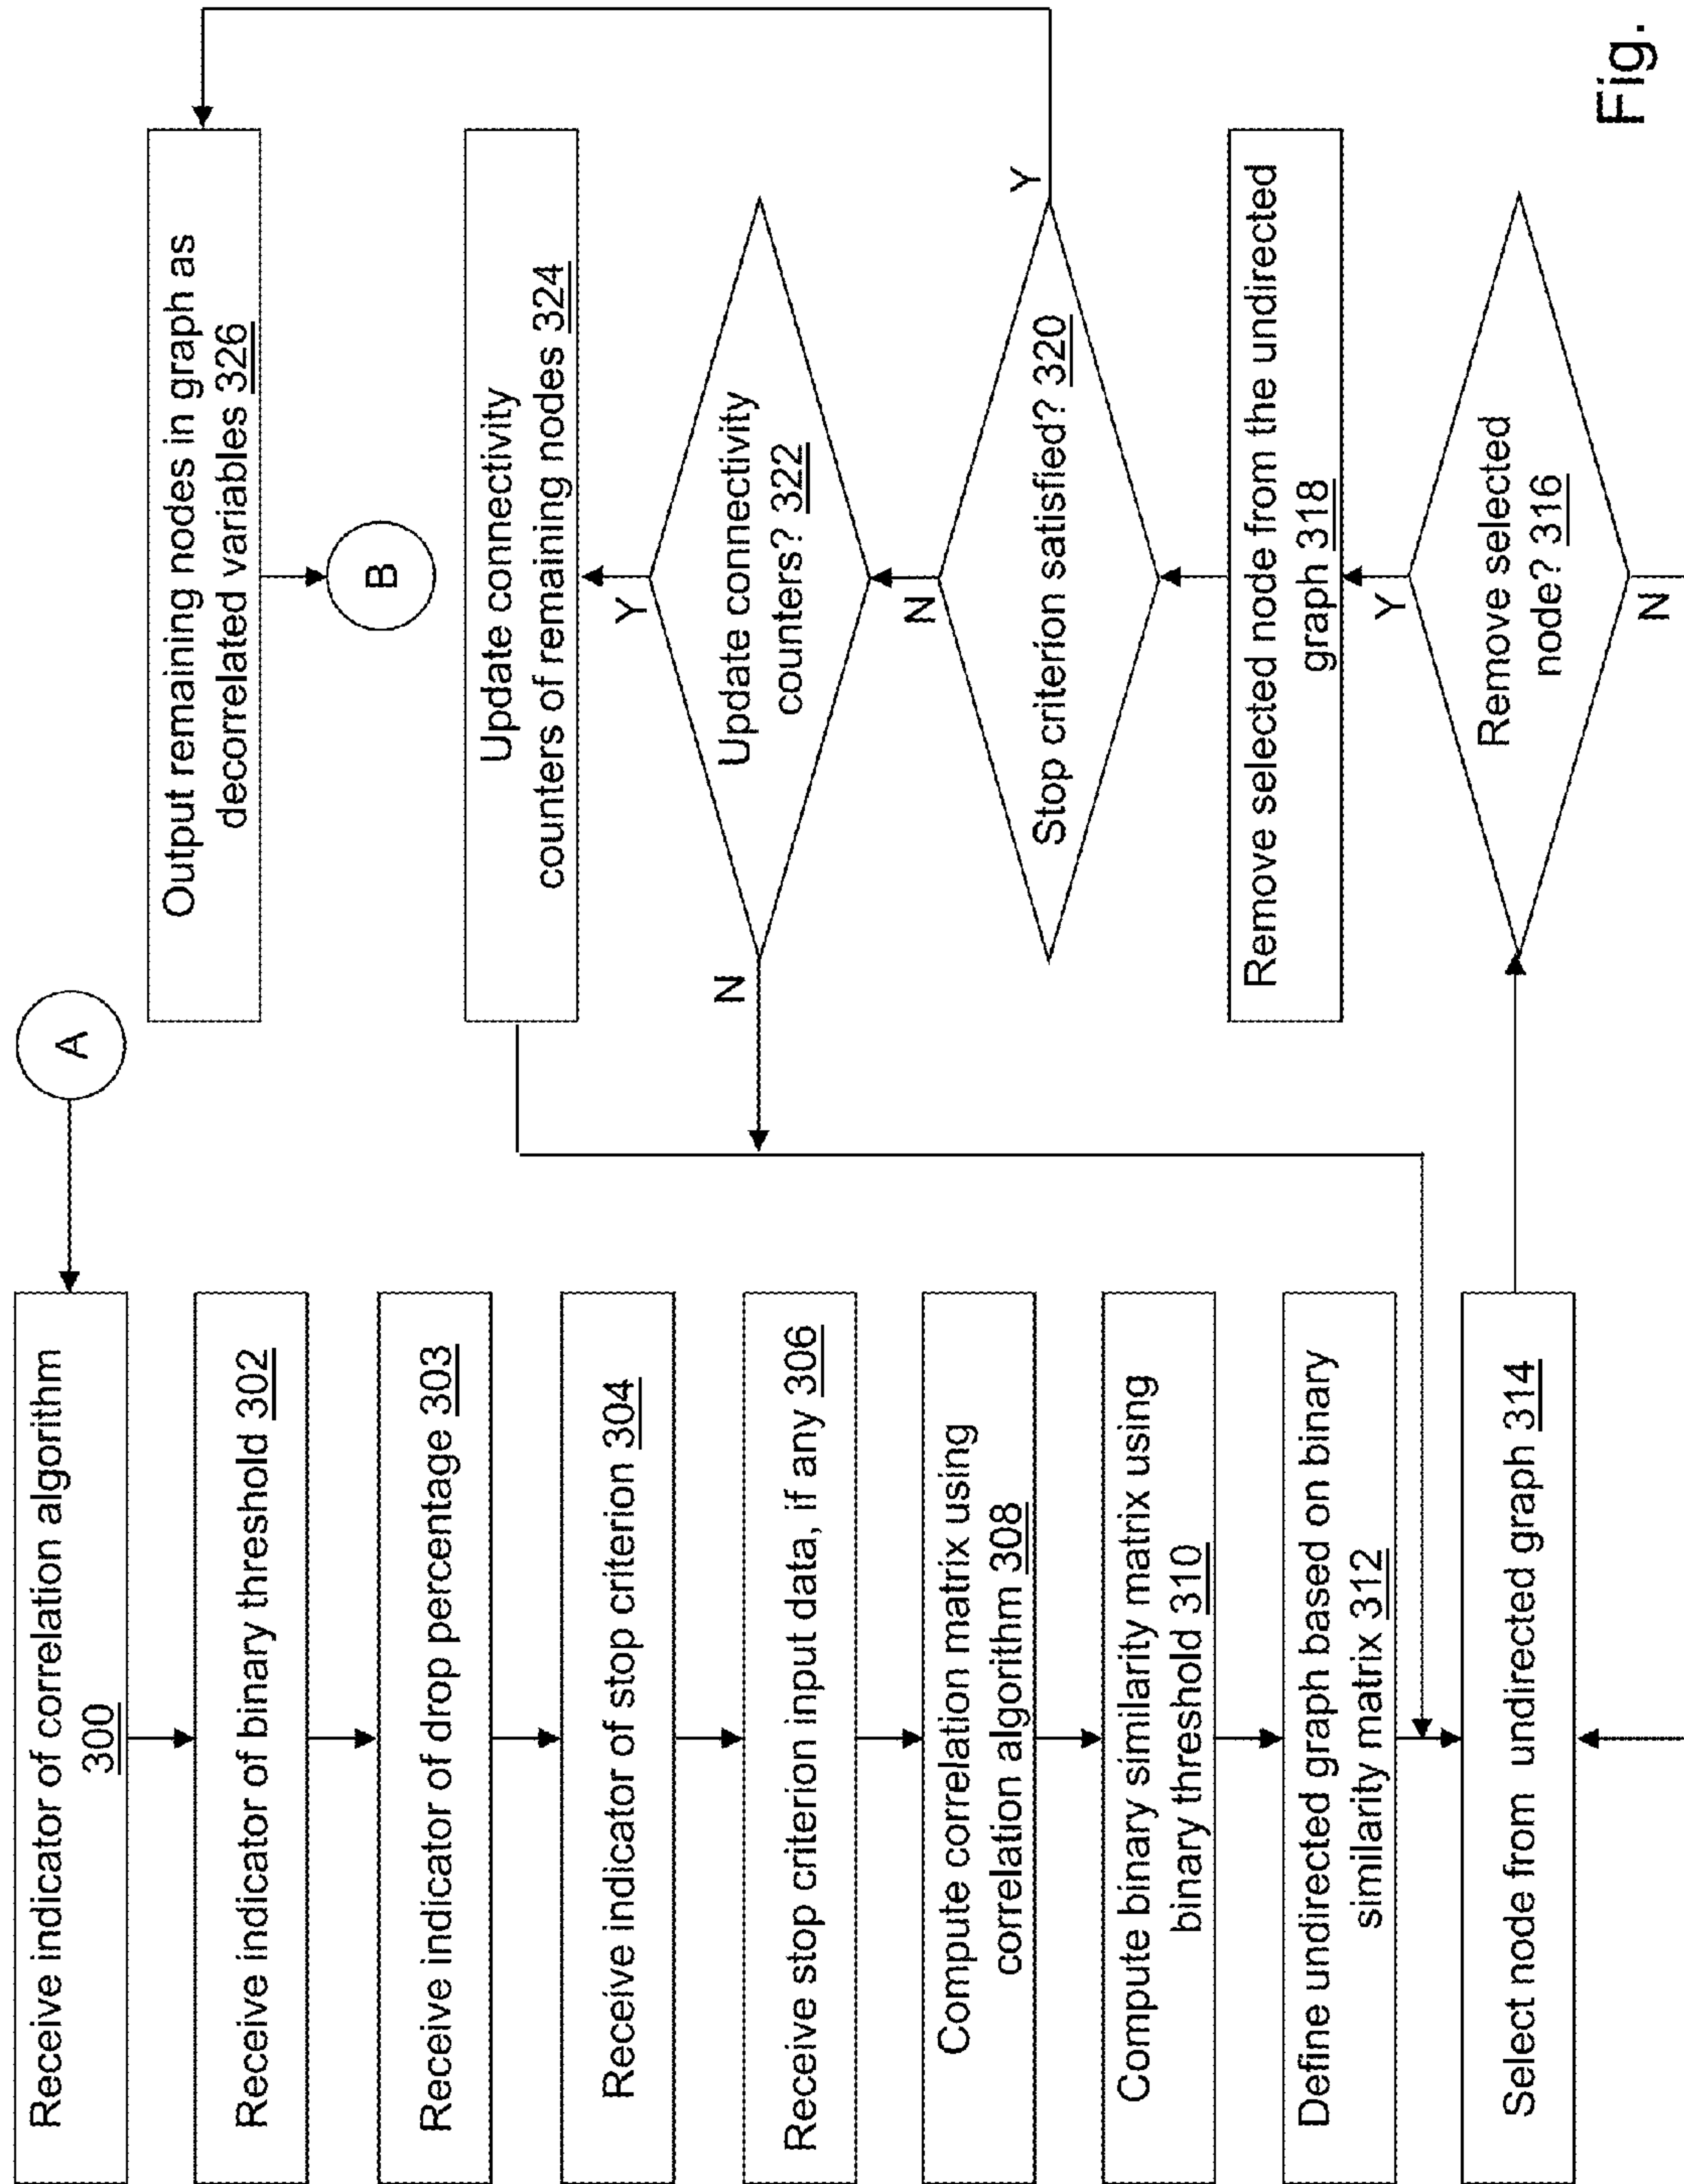 A
Receive indicator of correlation algorithm
300
Receive indicator of binary threshold 302
Receive indicator of drop percentage 303
Receive indicator of stop criterion 304
Receive stop criterion input data, if any 306
Compute correlation matrix using
correlation algorithm 308
Compute binary similarity matrix using
binary threshold 310
Define undirected graph based on binary
similarity matrix 312
Select node from undirected graph 314
Output remaining nodes in graph as
decorrelated variables 326
B
Update connectivity
counters of remaining nodes 324
Y
Update connectivity
counters? 322
N
N
Stop criterion satisfied? 320
Y
Remove selected node from the undirected
graph 318
Y
Remove selected
node? 316
N
Fig.